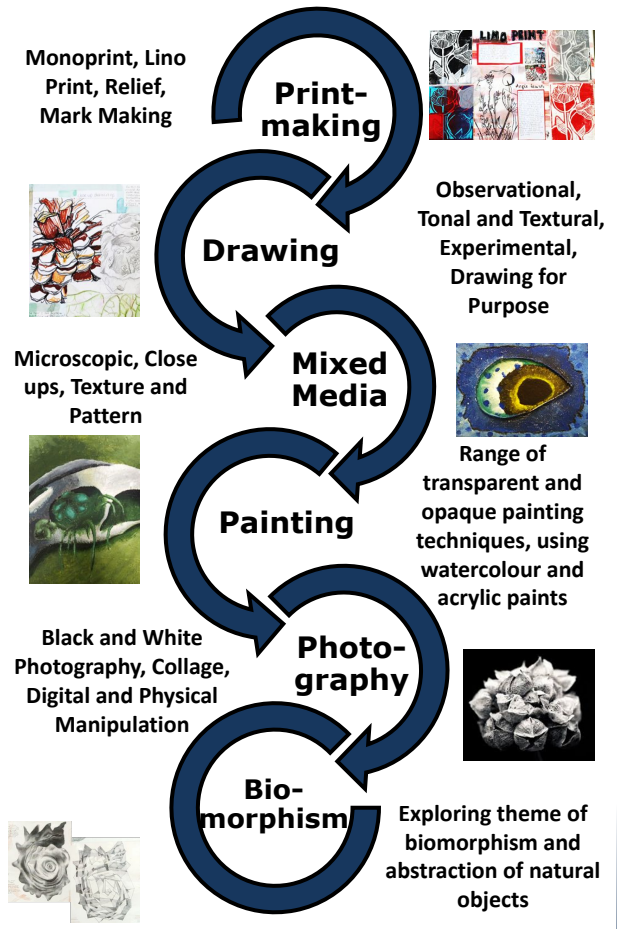 Monoprint, Lino
Print, Relief,
Mark Making
Print-
making
LINO PRINT
Drawing
Observational,
Tonal and Textural,
Experimental,
Drawing for
Purpose
Microscopic, Close
ups, Texture and
Pattern
Mixed
Media
Painting
Range of
transparent and
opaque painting
techniques, using
watercolour and
acrylic paints
Black and White
Photography, Collage,
Digital and Physical
Manipulation
Photo-
graphy
Bio-
morphism
Exploring theme of
biomorphism and
abstraction of natural
objects